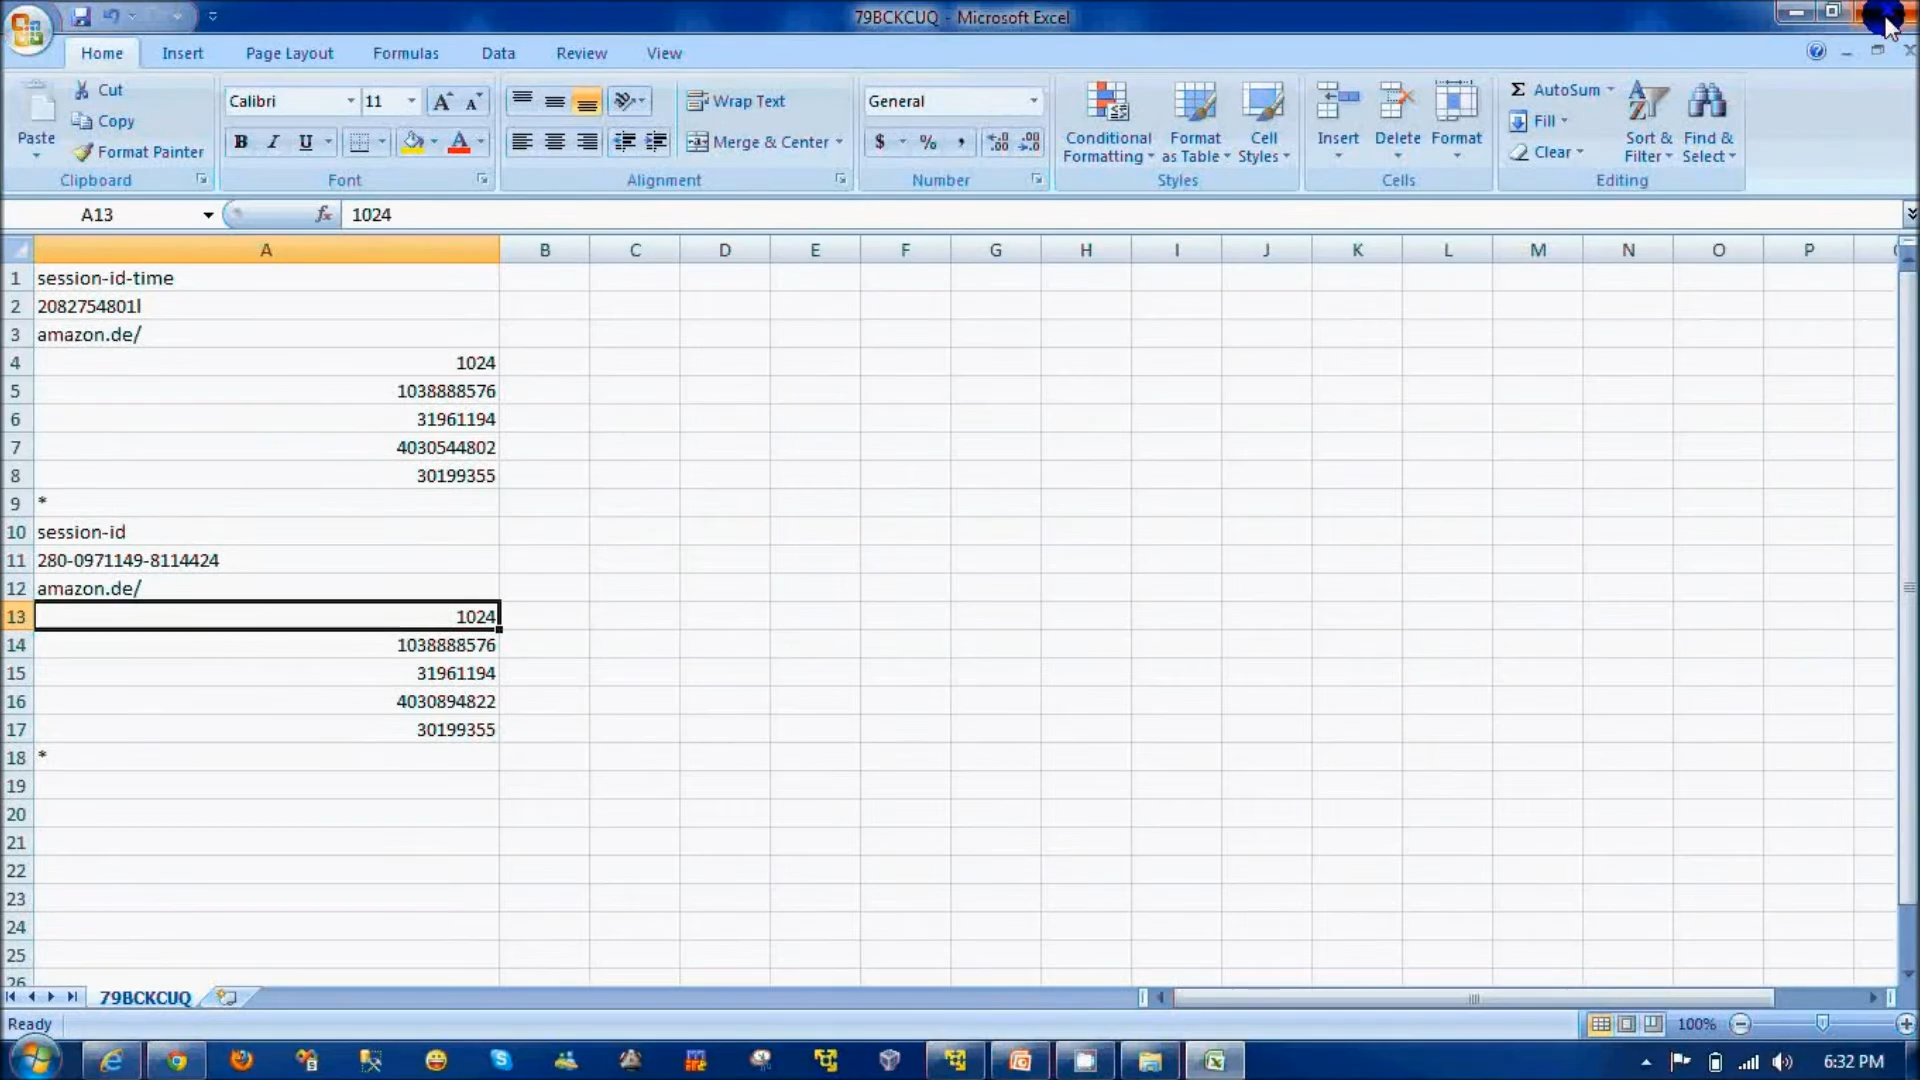 79BCKCUQ - Microsoft Excel
Home Insert Page Layout Formulas Data Review View
Cut
Copy
Format Painter
Paste
Clipboard
Calibri 11
B I U
Font
Wrap Text
Merge & Center
Alignment
General
$ % ,
Number
Conditional Formatting
Format as Table
Cell Styles
Styles
Insert Delete Format
Cells
Σ AutoSum
Fill
Clear
Sort & Filter
Find & Select
Editing
A13 fx 1024
A B C D E F G H I J K L M N O P
1 session-id-time
2 2082754801l
3 amazon.de/
4 1024
5 1038888576
6 31961194
7 4030544802
8 30199355
9 *
10 session-id
11 280-0971149-8114424
12 amazon.de/
13 1024
14 1038888576
15 31961194
16 4030894822
17 30199355
18 *
19
20
21
22
23
24
25
26
79BCKCUQ
Ready 100%
6:32 PM